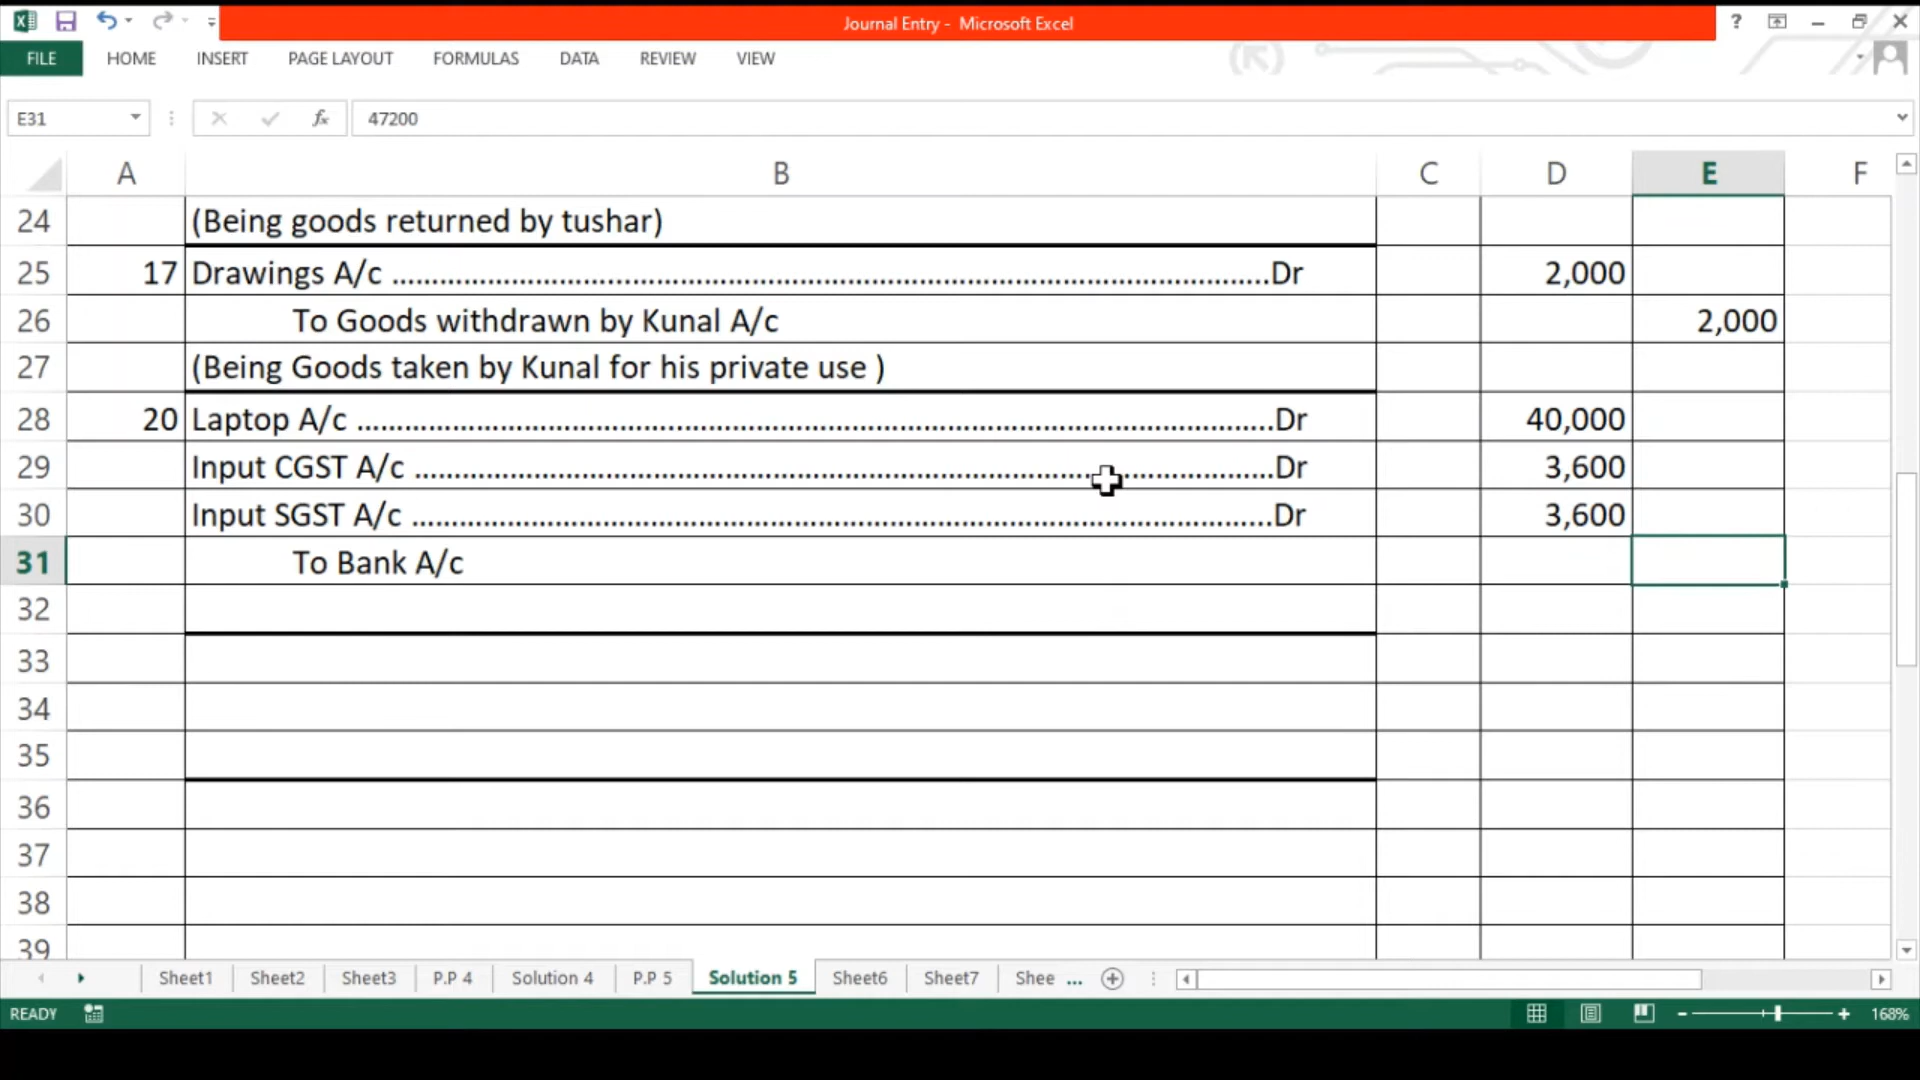 Journal Entry - Microsoft Excel
FILE HOME INSERT PAGE LAYOUT FORMULAS DATA REVIEW VIEW
E31 fx 47200
A B C D E F
24 (Being goods returned by tushar)
25 17 Drawings A/c ..............................................................................................................Dr 2,000
26 To Goods withdrawn by Kunal A/c 2,000
27 (Being Goods taken by Kunal for his private use )
28 20 Laptop A/c ...................................................................................................................Dr 40,000
29 Input CGST A/c ............................................................................................................Dr 3,600
30 Input SGST A/c ............................................................................................................Dr 3,600
31 To Bank A/c
32
33
34
35
36
37
38
39
Sheet1 Sheet2 Sheet3 P.P 4 Solution 4 P.P 5 Solution 5 Sheet6 Sheet7 Shee ...
READY 168%